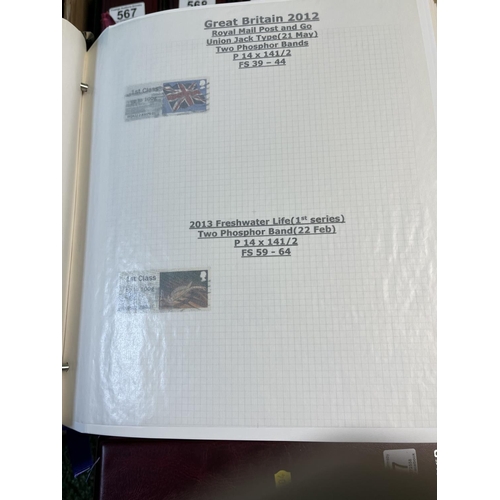 567
568
Great Britain 2012
Royal Mail Post and Go
Union Jack Type(21 May)
Two Phosphor Bands
P 14 x 141/2
FS 39 – 44
1st Class
2013 Freshwater Life(1st series)
Two Phosphor Band(22 Feb)
P 14 x 141/2
FS 59 - 64
1st Class
7